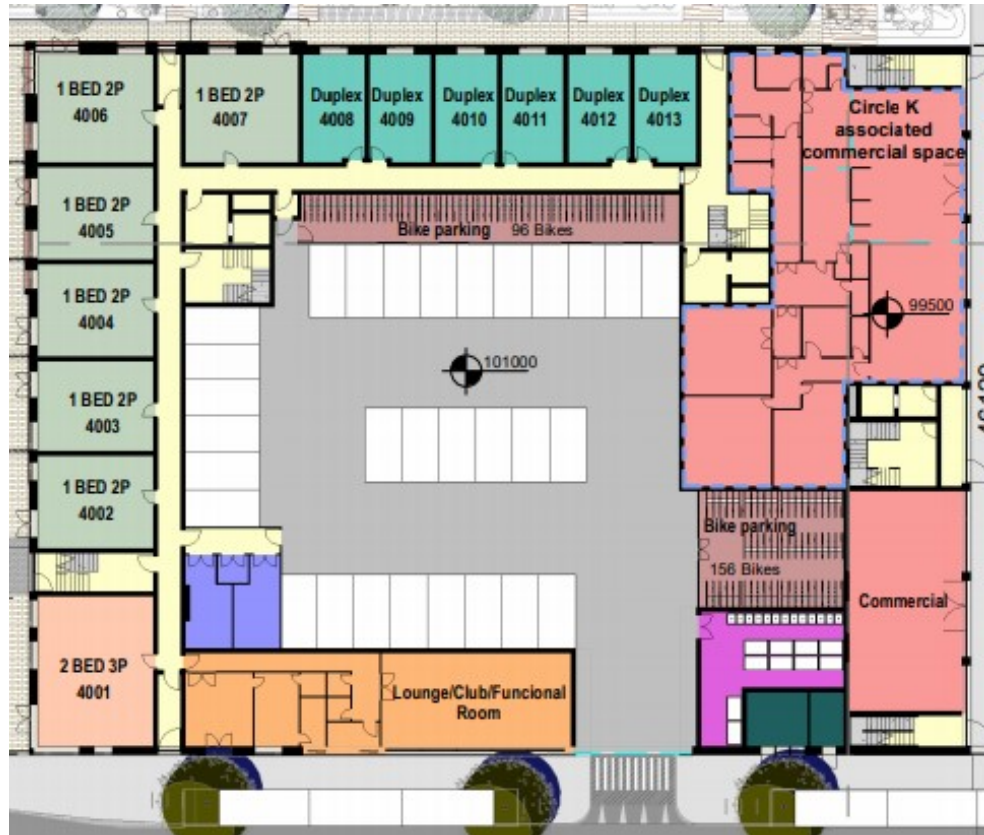 1 BED 2P
4006
1 BED 2P
4007
Duplex
4008
Duplex
4009
Duplex
4010
Duplex
4011
Duplex
4012
Duplex
4013
Circle K
associated
commercial space
1 BED 2P
4005
Bike parking 96 Bikes
1 BED 2P
4004
99500
101000
1 BED 2P
4003
1 BED 2P
4002
Bike parking
156 Bikes
Commercial
2 BED 3P
4001
Lounge/Club/Funcional
Room